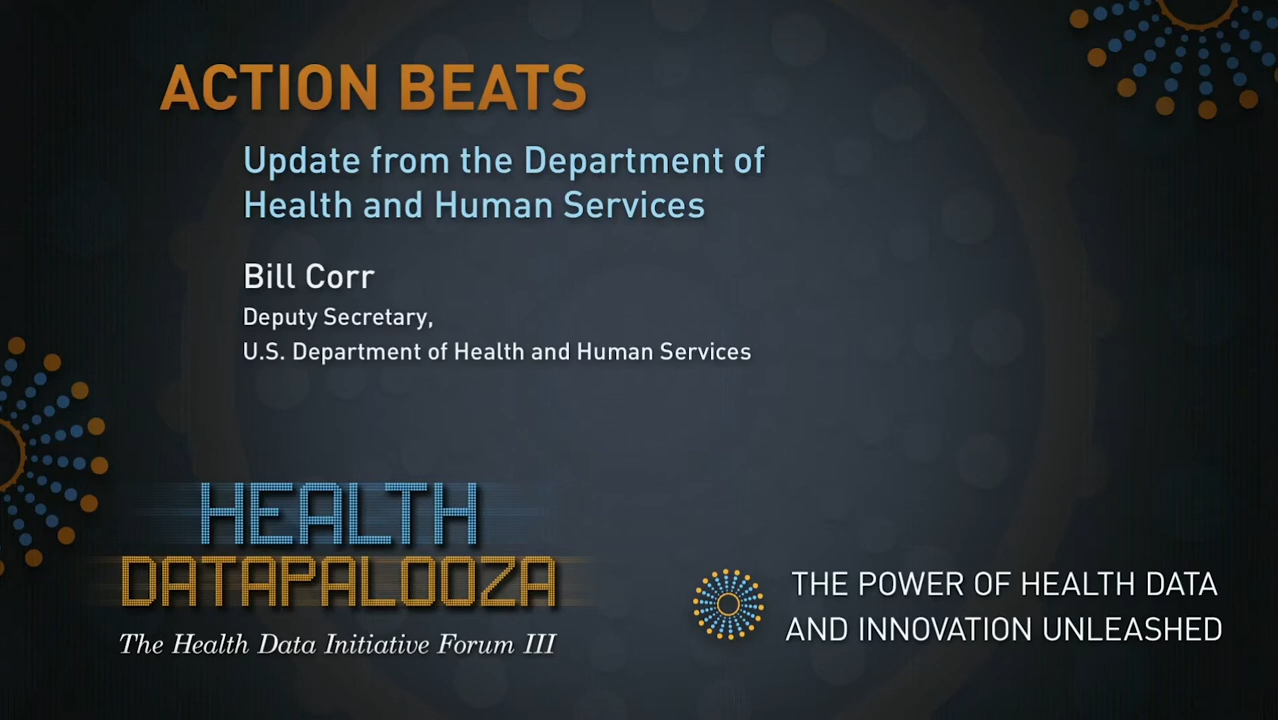 ACTION BEATS
Update from the Department of
Health and Human Services
Bill Corr
Deputy Secretary,
U.S. Department of Health and Human Services
HEALTH
DATAPALOOZA
The Health Data Initiative Forum III
THE POWER OF HEALTH DATA
AND INNOVATION UNLEASHED